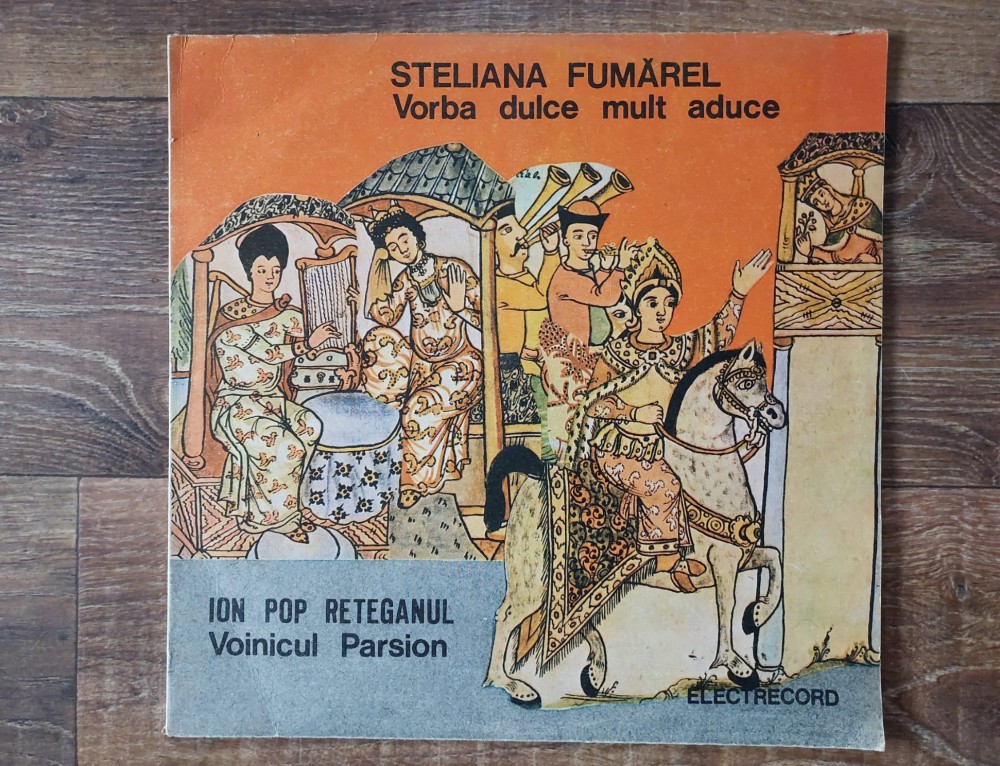 STELIANA FUMĂREL
Vorba dulce mult aduce
ION POP RETEGANUL
Voinicul Parsion
ELECTRECORD